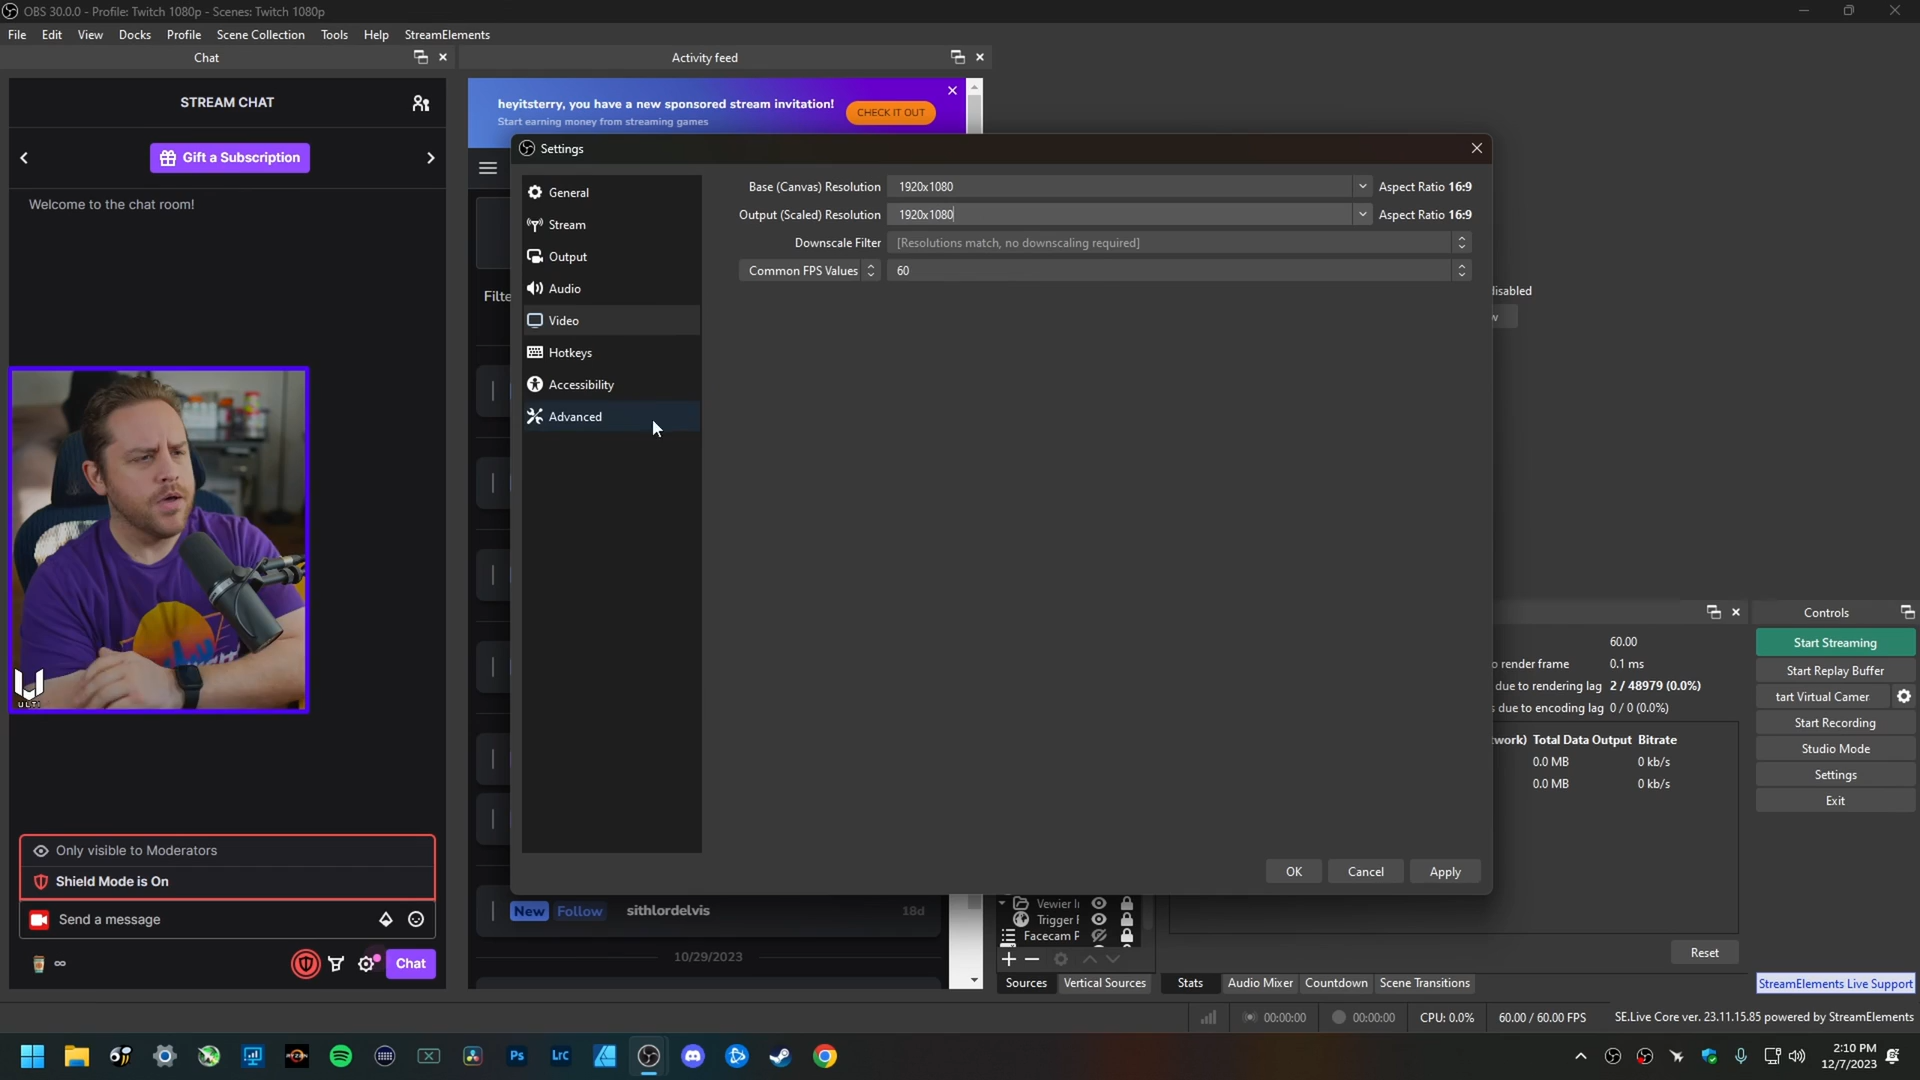 OBS 30.0.0 - Profile: Twitch 1080p - Scenes: Twitch 1080p
File Edit View Docks Profile Scene Collection Tools Help StreamElements
Chat
Activity feed
STREAM CHAT
Gift a Subscription
Welcome to the chat room!
ULTI
Only visible to Moderators
Shield Mode is On
Send a message
Chat
heyitsterry, you have a new sponsored stream invitation!
Start earning money from streaming games
CHECK IT OUT
Filte
New Follow sithlordelvis 18d
10/29/2023
Settings
General
Stream
Output
Audio
Video
Hotkeys
Accessibility
Advanced
Base (Canvas) Resolution 1920x1080 Aspect Ratio 16:9
Output (Scaled) Resolution 1920x1080 Aspect Ratio 16:9
Downscale Filter [Resolutions match, no downscaling required]
Common FPS Values 60
OK Cancel Apply
isabled
w
60.00
o render frame 0.1 ms
due to rendering lag 2 / 48979 (0.0%)
s due to encoding lag 0 / 0 (0.0%)
work) Total Data Output Bitrate
0.0 MB 0 kb/s
0.0 MB 0 kb/s
Reset
Vewier I
Trigger F
Facecam F
Sources Vertical Sources
Stats Audio Mixer Countdown Scene Transitions
Controls
Start Streaming
Start Replay Buffer
tart Virtual Camer
Start Recording
Studio Mode
Settings
Exit
StreamElements Live Support
00:00:00 00:00:00 CPU: 0.0% 60.00 / 60.00 FPS SE.Live Core ver. 23.11.15.85 powered by StreamElements
RYZEN
Ps
Lrc
2:10 PM
12/7/2023